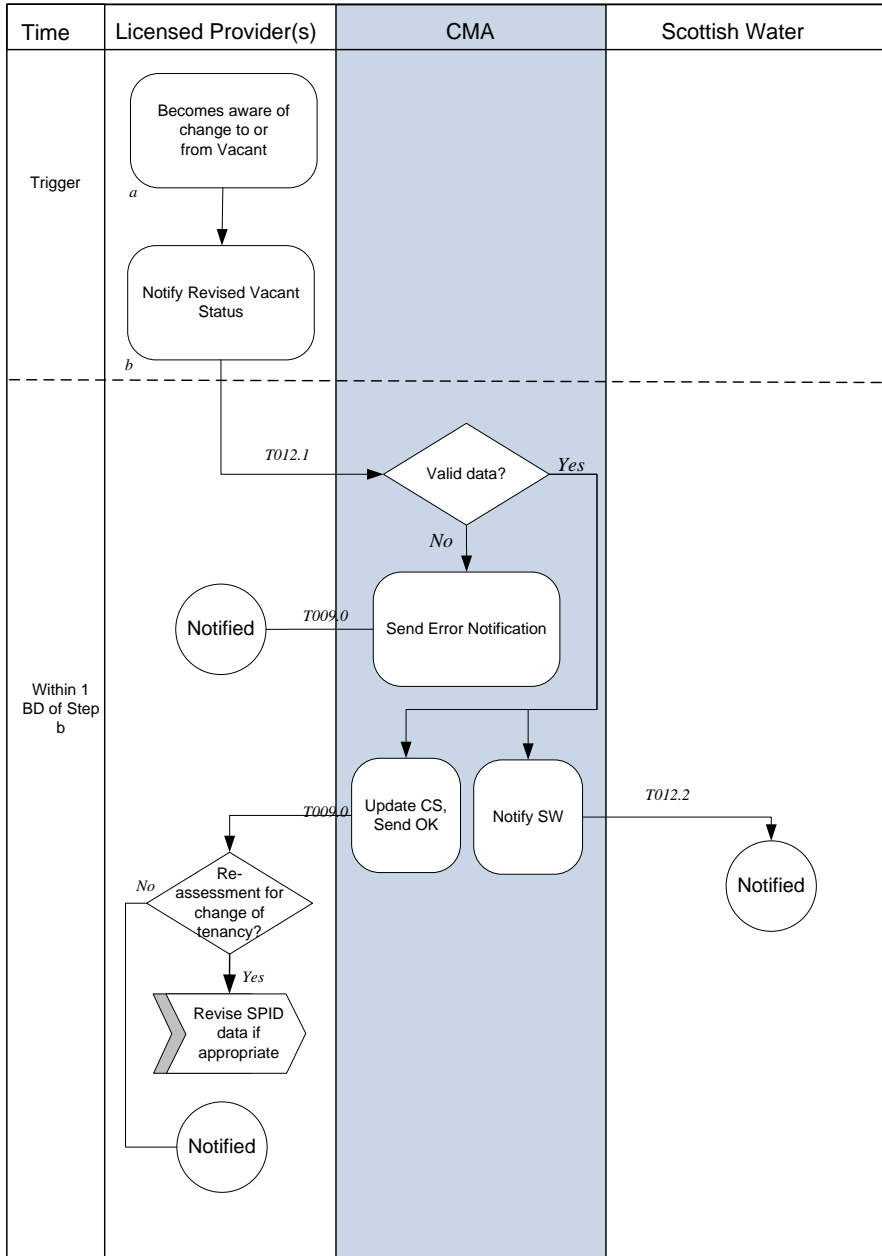 Time
Licensed Provider(s)
CMA
Scottish Water
Trigger
Becomes aware of
change to or
from Vacant
a
Notify Revised Vacant
Status
b
Within 1
BD of Step
b
T012.1
Valid data?
Yes
No
Send Error Notification
T009.0
Notified
Update CS,
Send OK
Notify SW
T009.0
T012.2
Notified
Re-
assessment for
change of
tenancy?
No
Yes
Revise SPID
data if
appropriate
Notified